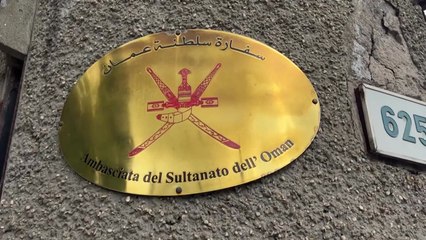 سفارة سلطنة عمان
Ambasciata del Sultanato dell' Oman
625